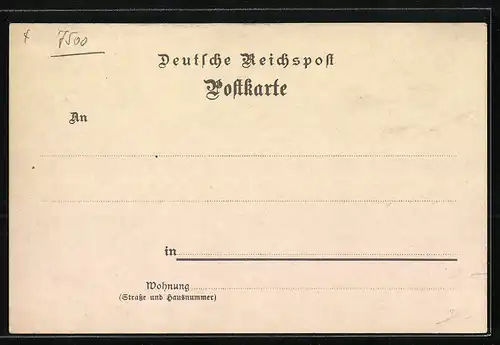 7500
Deutsche Reichspost
Postkarte
An
in
Wohnung
(Straße und Hausnummer)